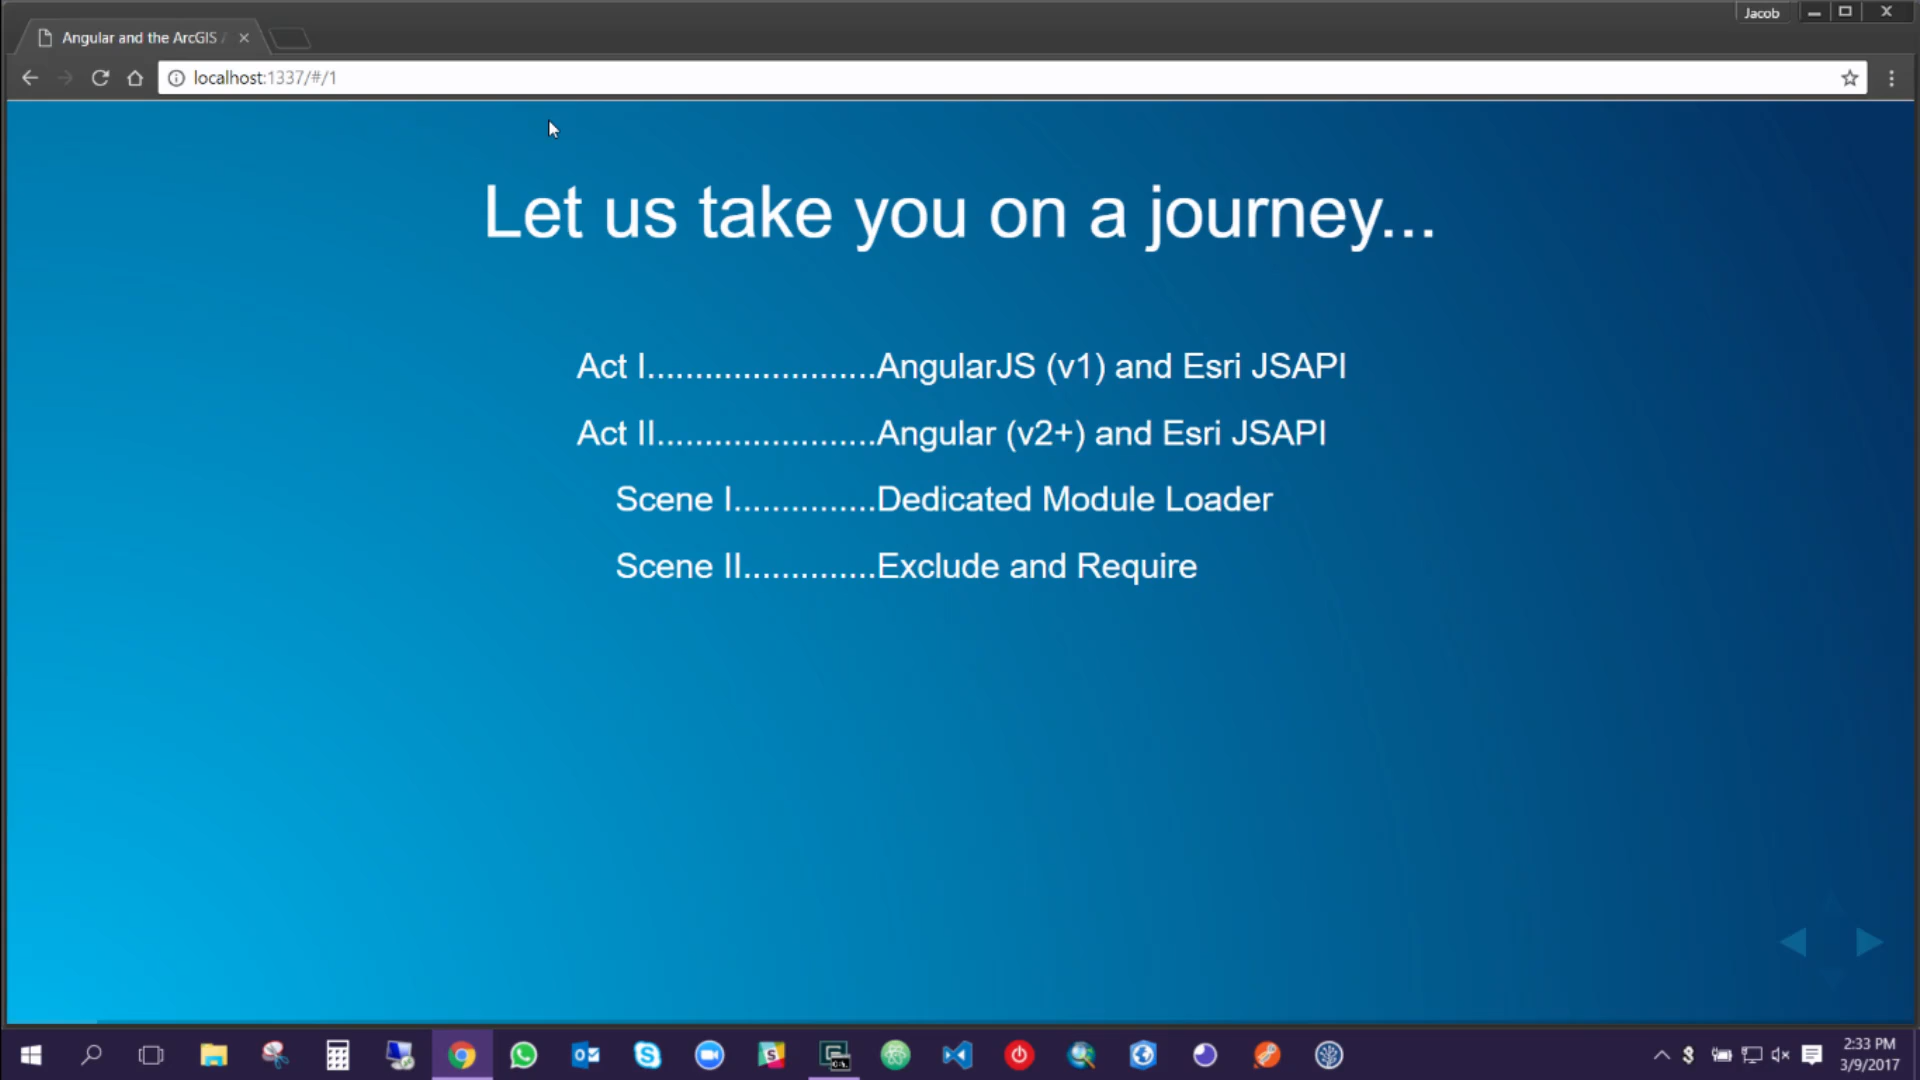 Jacob
Angular and the ArcGIS
localhost:1337/#/1
Let us take you on a journey...
Act I........................AngularJS (v1) and Esri JSAPI
Act II.......................Angular (v2+) and Esri JSAPI
Scene I...............Dedicated Module Loader
Scene II..............Exclude and Require
2:33 PM
3/9/2017